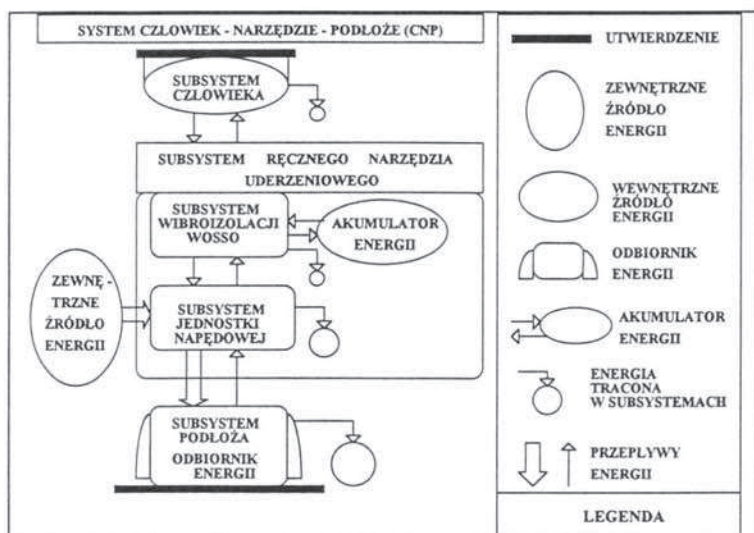 SYSTEM CZŁOWIEK - NARZĘDZIE - PODŁOŻE (CNP)
SUBSYSTEM
CZŁOWIEKA
SUBSYSTEM RĘCZNEGO NARZĘDZIA
UDERZENIOWEGO
SUBSYSTEM
WIBROIZOLACJI
WOSSO
AKUMULATOR
ENERGII
ZEWNĘ -
TRZNE
ŹRÓDŁO
ENERGII
SUBSYSTEM
JEDNOSTKI
NAPĘDOWEJ
SUBSYSTEM
PODŁOŻA
ODBIORNIK
ENERGII
UTWIERDZENIE
ZEWNĘTRZNE
ŹRÓDŁO
ENERGII
WEWNĘTRZNE
ŹRÓDŁO
ENERGII
ODBIORNIK
ENERGII
AKUMULATOR
ENERGII
ENERGIA
TRACONA
W SUBSYSTEMACH
PRZEPŁYWY
ENERGII
LEGENDA